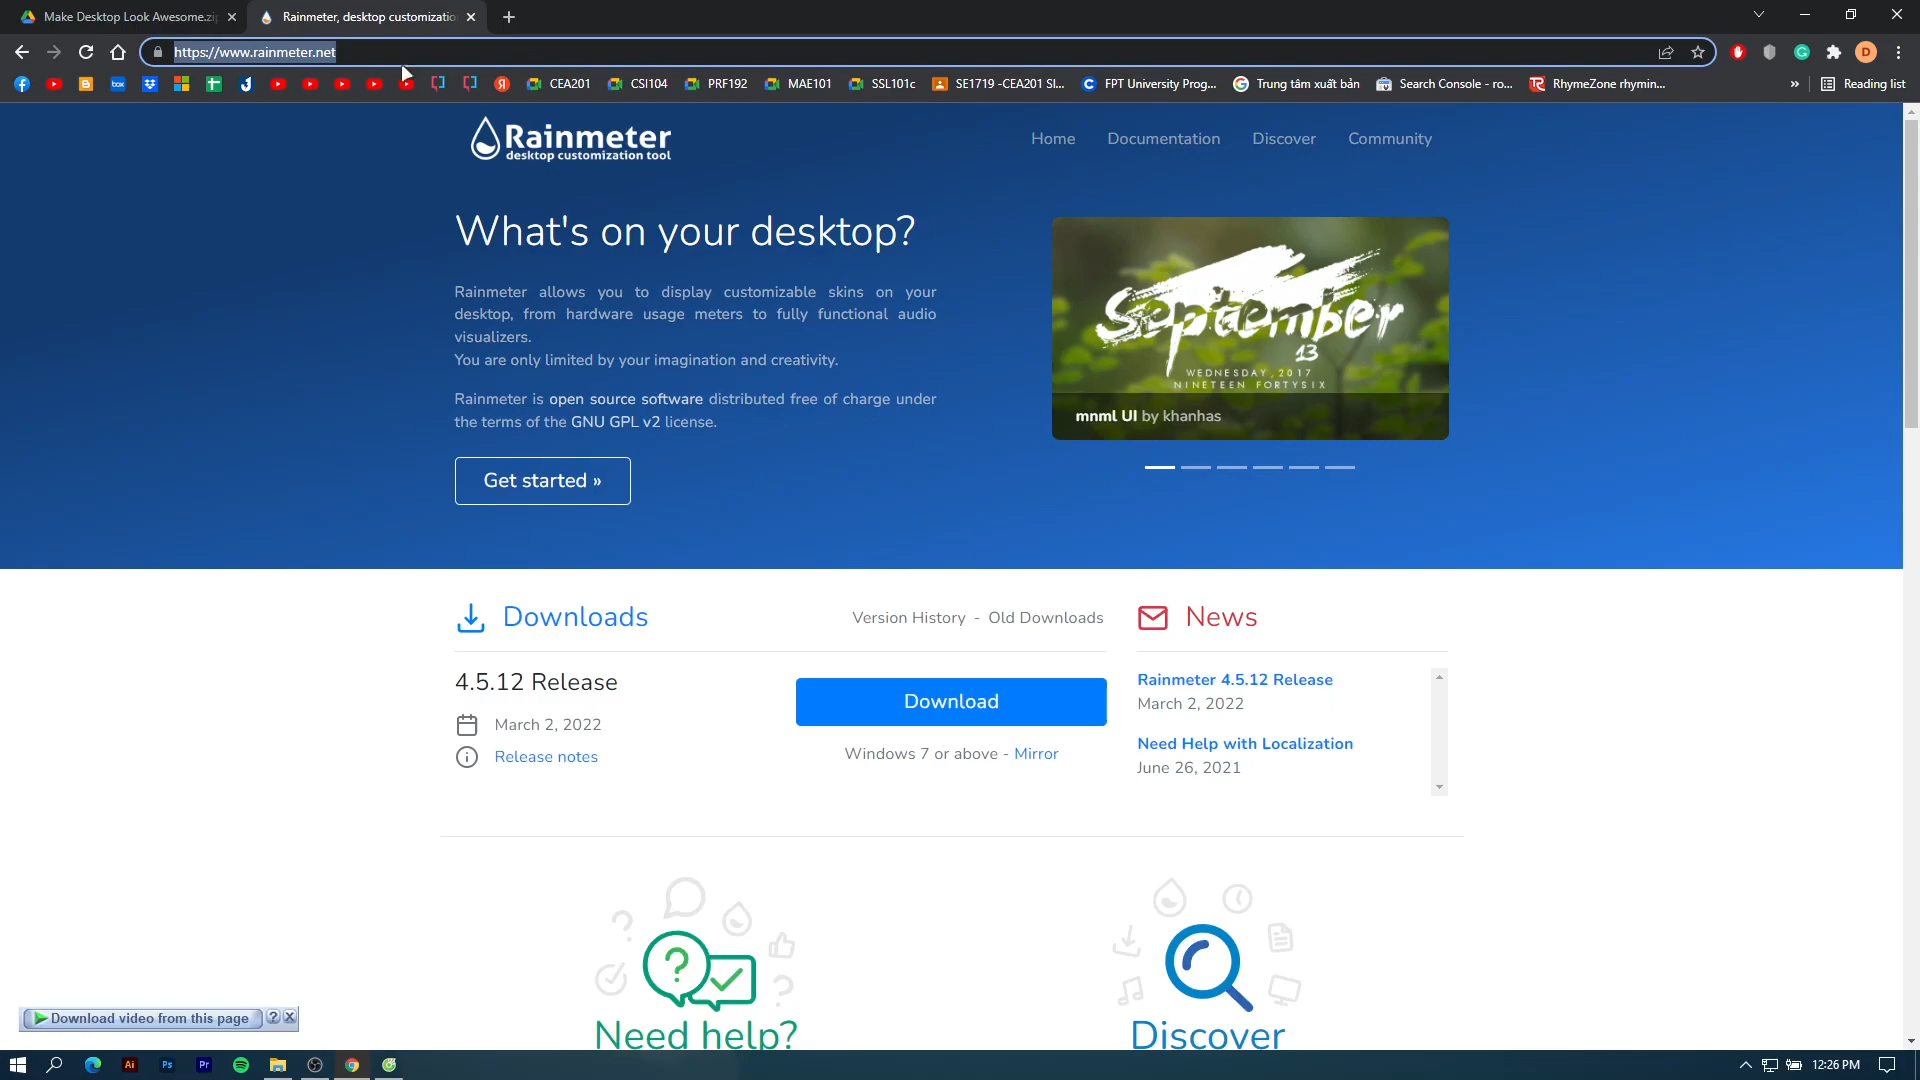 Make Desktop Look Awesome.zi
Rainmeter, desktop customizatio
https://www.rainmeter.net
CEA201
CSI104
PRF192
MAE101
SSL101c
SE1719 -CEA201 Sl...
FPT University Prog...
Trung tâm xuất bản
Search Console - ro...
RhymeZone rhymin...
»
Reading list
Rainmeter
desktop customization tool
Home
Documentation
Discover
Community
What's on your desktop?
Rainmeter allows you to display customizable skins on your
desktop, from hardware usage meters to fully functional audio
visualizers.
You are only limited by your imagination and creativity.
Rainmeter is open source software distributed free of charge under
the terms of the GNU GPL v2 license.
Get started »
September
13
WEDNESDAY, 2017
NINETEEN FORTYSIX
mnml UI by khanhas
Downloads
Version History - Old Downloads
4.5.12 Release
March 2, 2022
Release notes
Download
Windows 7 or above - Mirror
News
Rainmeter 4.5.12 Release
March 2, 2022
Need Help with Localization
June 26, 2021
Need help?
Discover
Download video from this page
12:26 PM